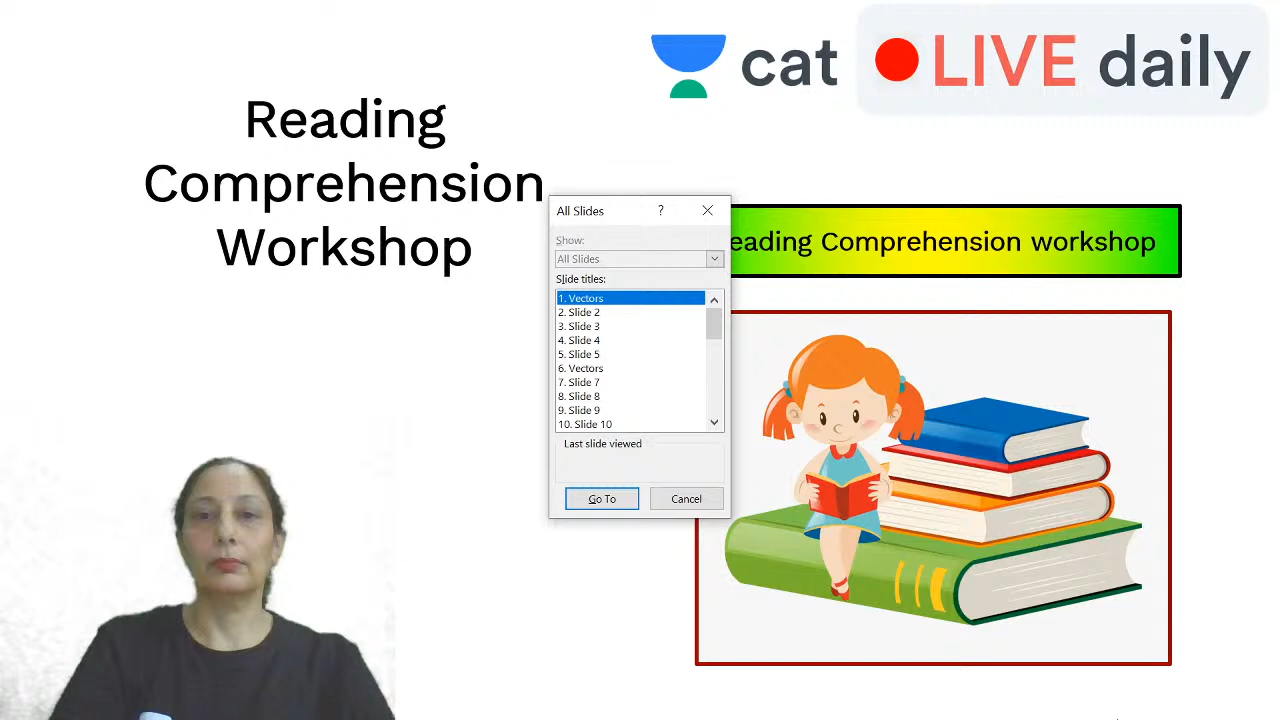 cat LIVE daily
Reading
Comprehension
Workshop
eading Comprehension workshop
All Slides ?
Show:
All Slides
Slide titles:
1. Vectors
2. Slide 2
3. Slide 3
4. Slide 4
5. Slide 5
6. Vectors
7. Slide 7
8. Slide 8
9. Slide 9
10. Slide 10
Last slide viewed
Go To Cancel